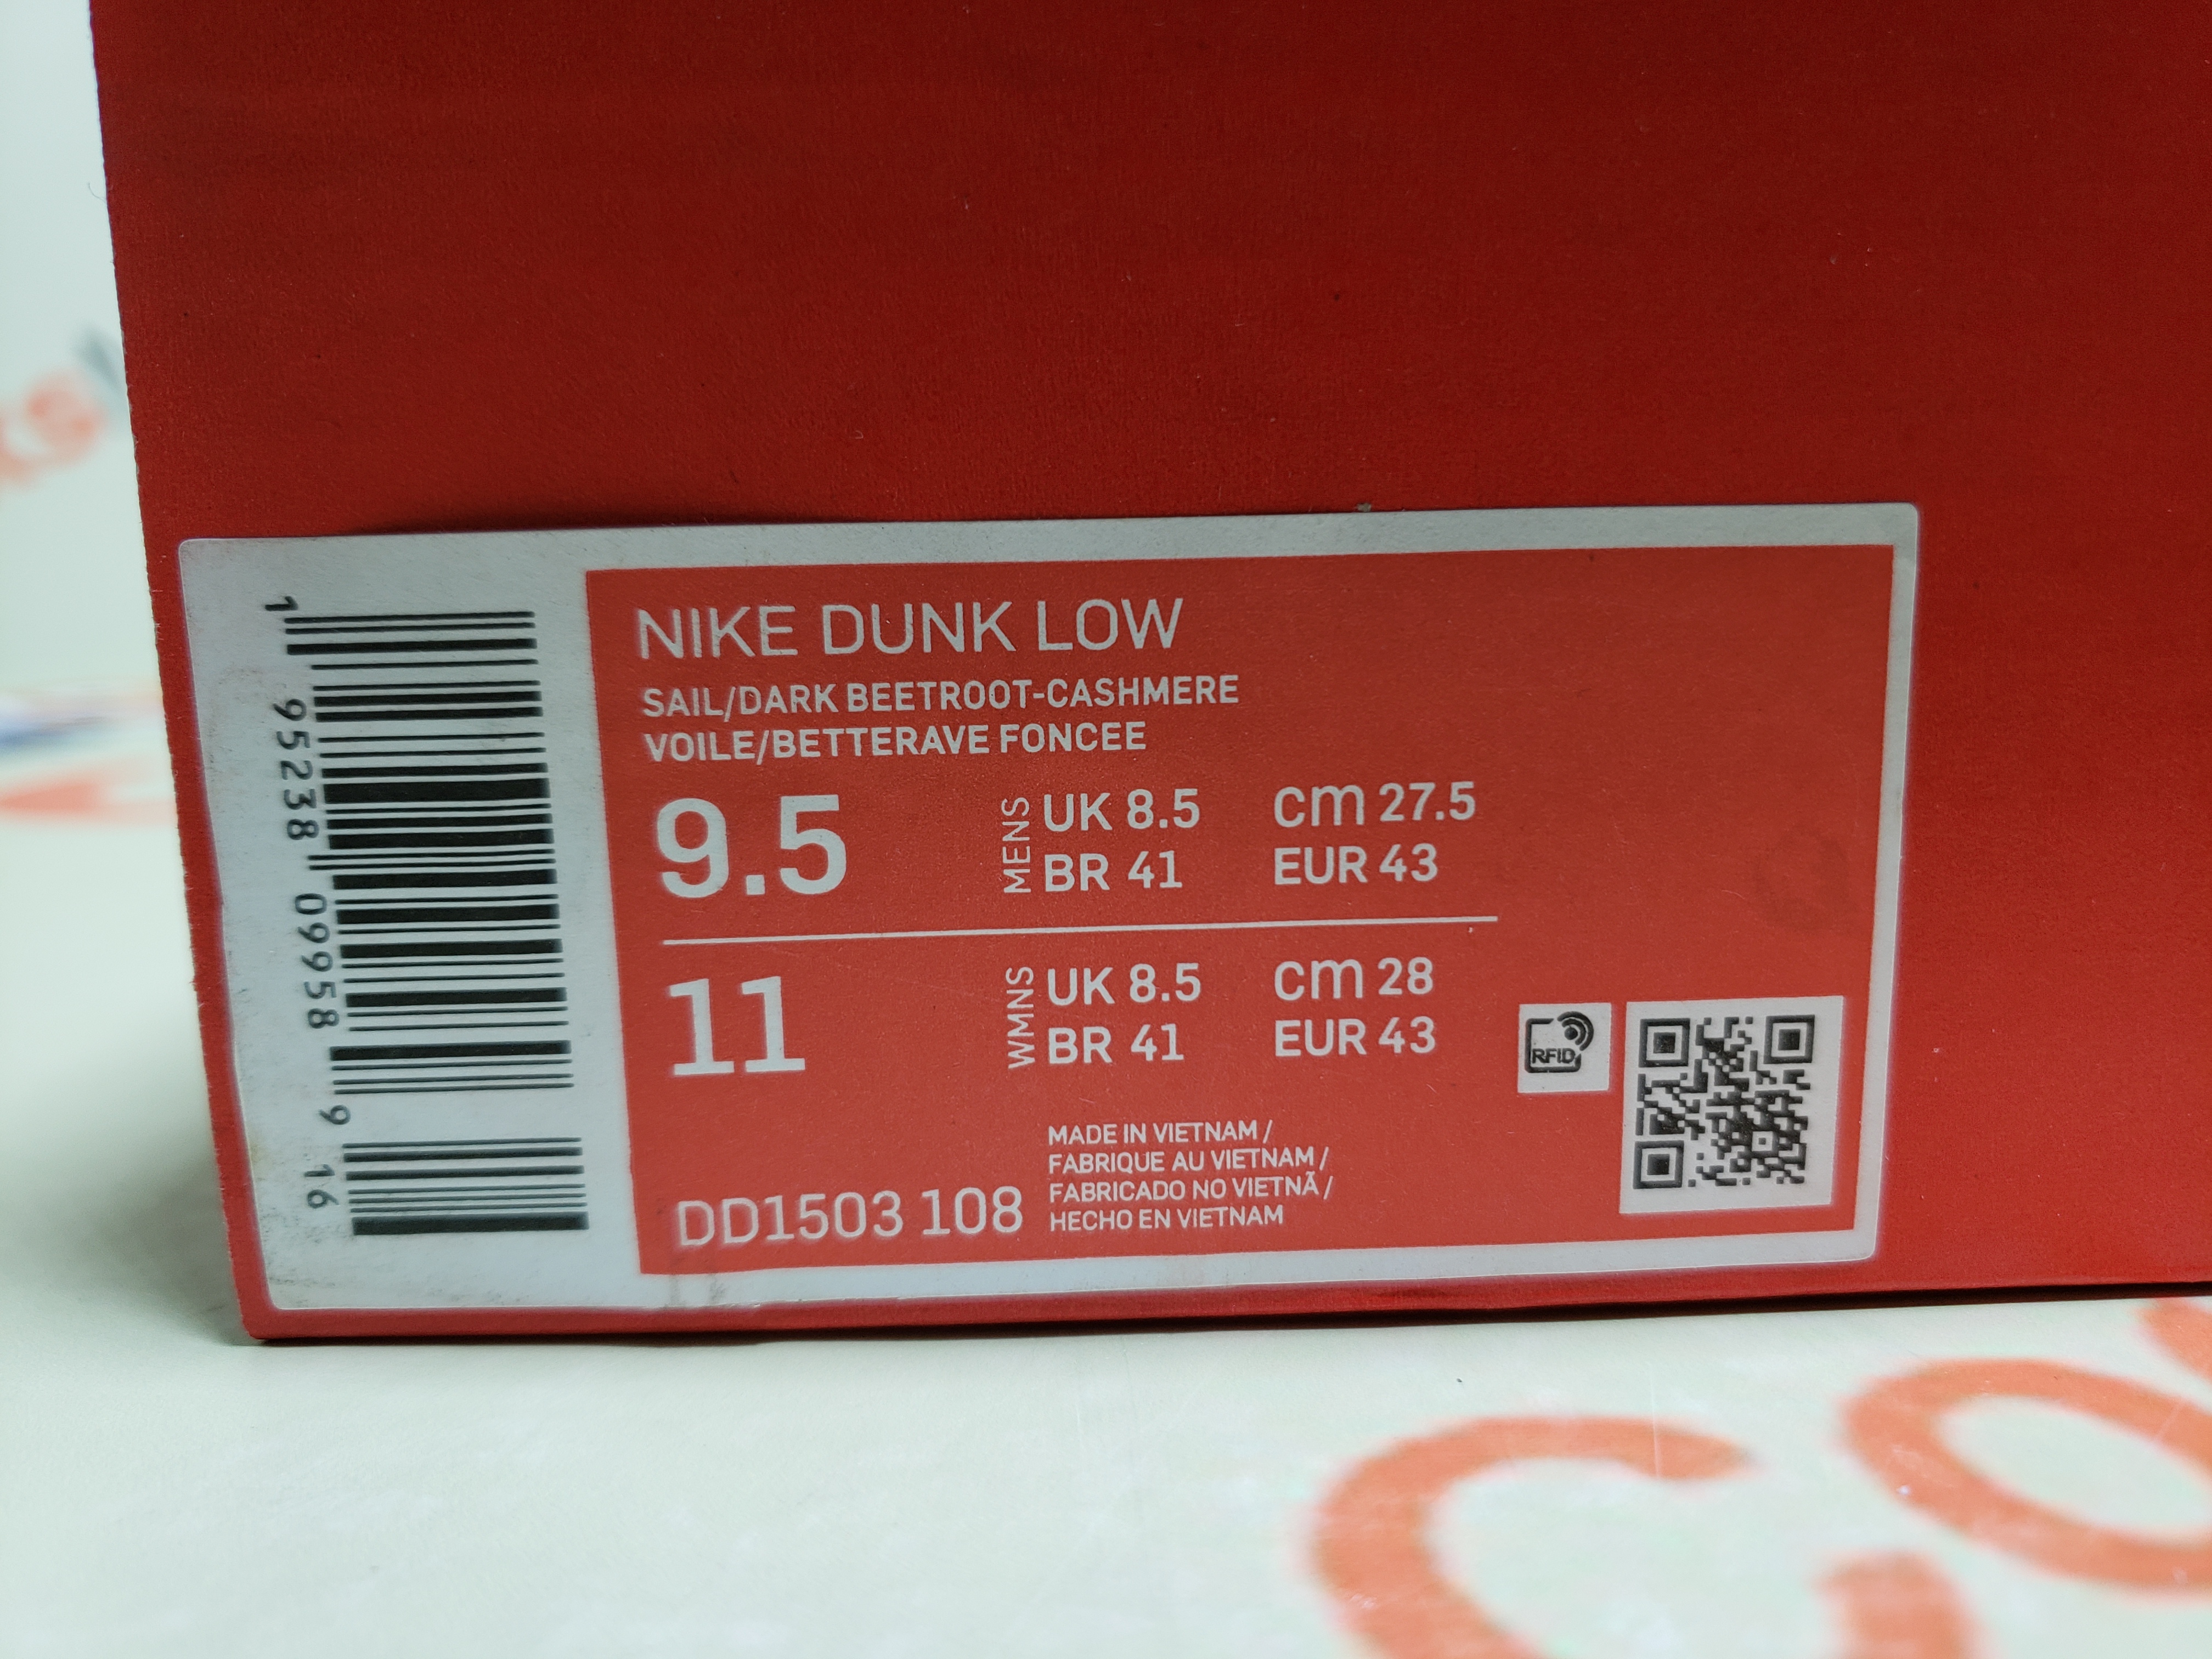 NIKE DUNK LOW
SAIL/DARK BEETROOT-CASHMERE
VOILE/BETTERAVE FONCEE
9.5 MENS UK 8.5 cm 27.5
BR 41 EUR 43
11 WMNS UK 8.5 cm 28
BR 41 EUR 43
MADE IN VIETNAM /
FABRIQUE AU VIETNAM /
FABRICADO NO VIETNÃ /
HECHO EN VIETNAM
DD1503 108
RFID
1 95238 09958 9 16